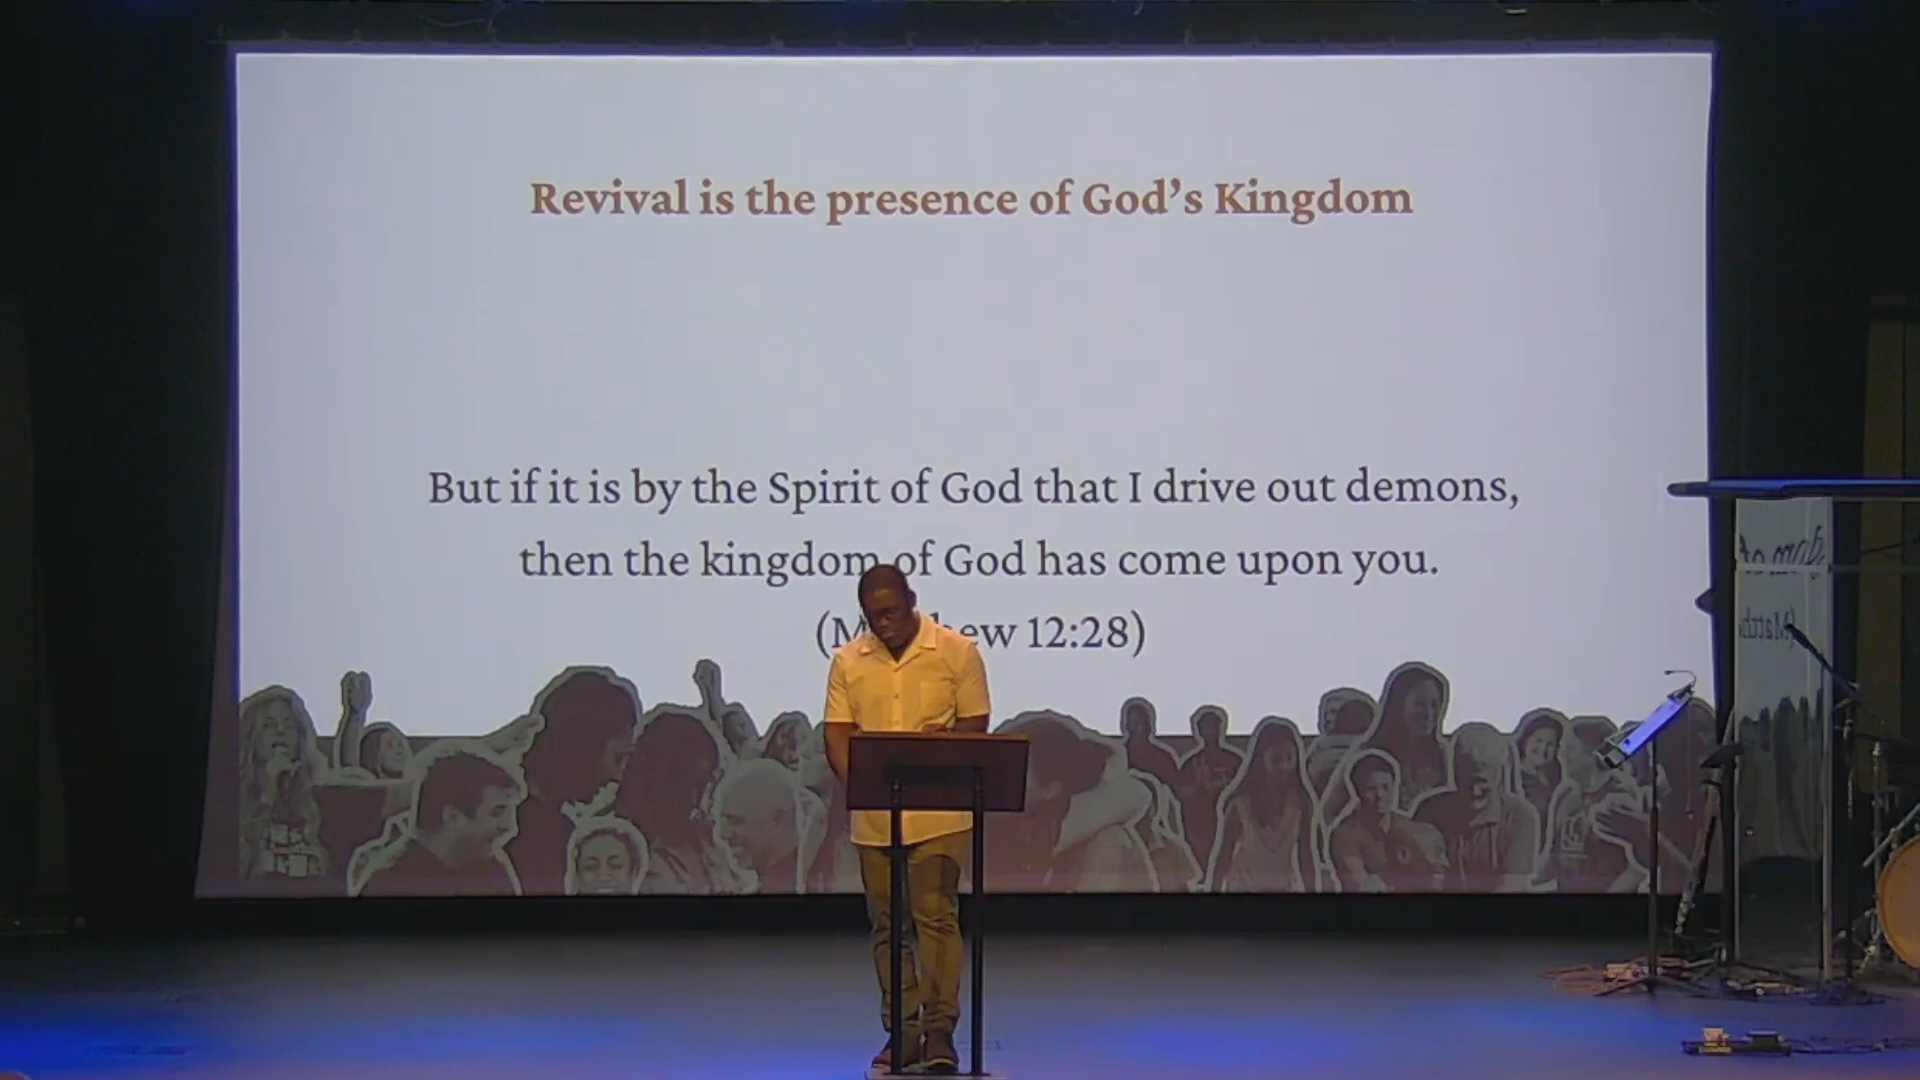 Revival is the presence of God's Kingdom
But if it is by the Spirit of God that I drive out demons,
then the kingdom of God has come upon you.
(M ew 12:28)